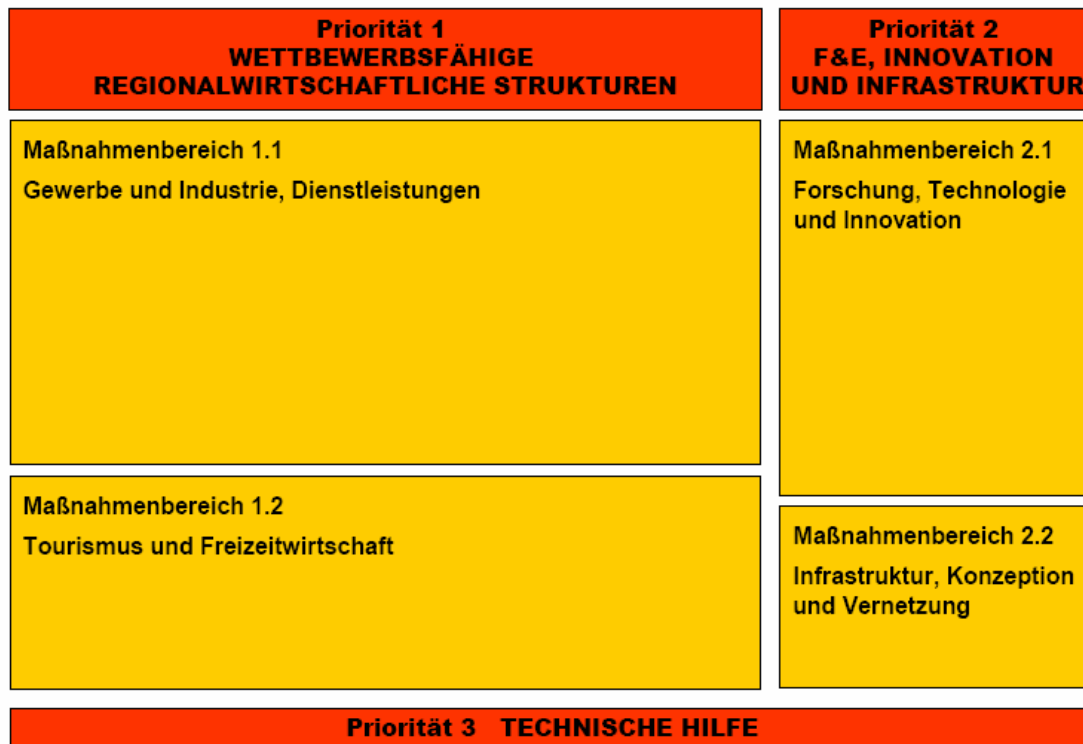 Priorität 1
WETTBEWERBSFÄHIGE
REGIONALWIRTSCHAFTLICHE STRUKTUREN
Priorität 2
F&E, INNOVATION
UND INFRASTRUKTUR
Maßnahmenbereich 1.1
Gewerbe und Industrie, Dienstleistungen
Maßnahmenbereich 1.2
Tourismus und Freizeitwirtschaft
Maßnahmenbereich 2.1
Forschung, Technologie
und Innovation
Maßnahmenbereich 2.2
Infrastruktur, Konzeption
und Vernetzung
Priorität 3 TECHNISCHE HILFE